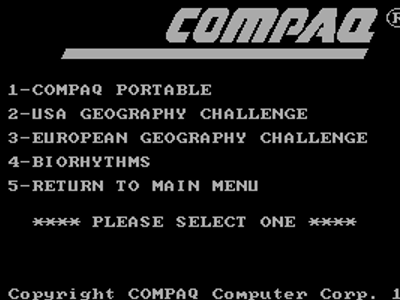 COMPAQ ®
1-COMPAQ PORTABLE
2-USA GEOGRAPHY CHALLENGE
3-EUROPEAN GEOGRAPHY CHALLENGE
4-BIORHYTHMS
5-RETURN TO MAIN MENU
**** PLEASE SELECT ONE ****
Copyright COMPAQ Computer Corp. 1